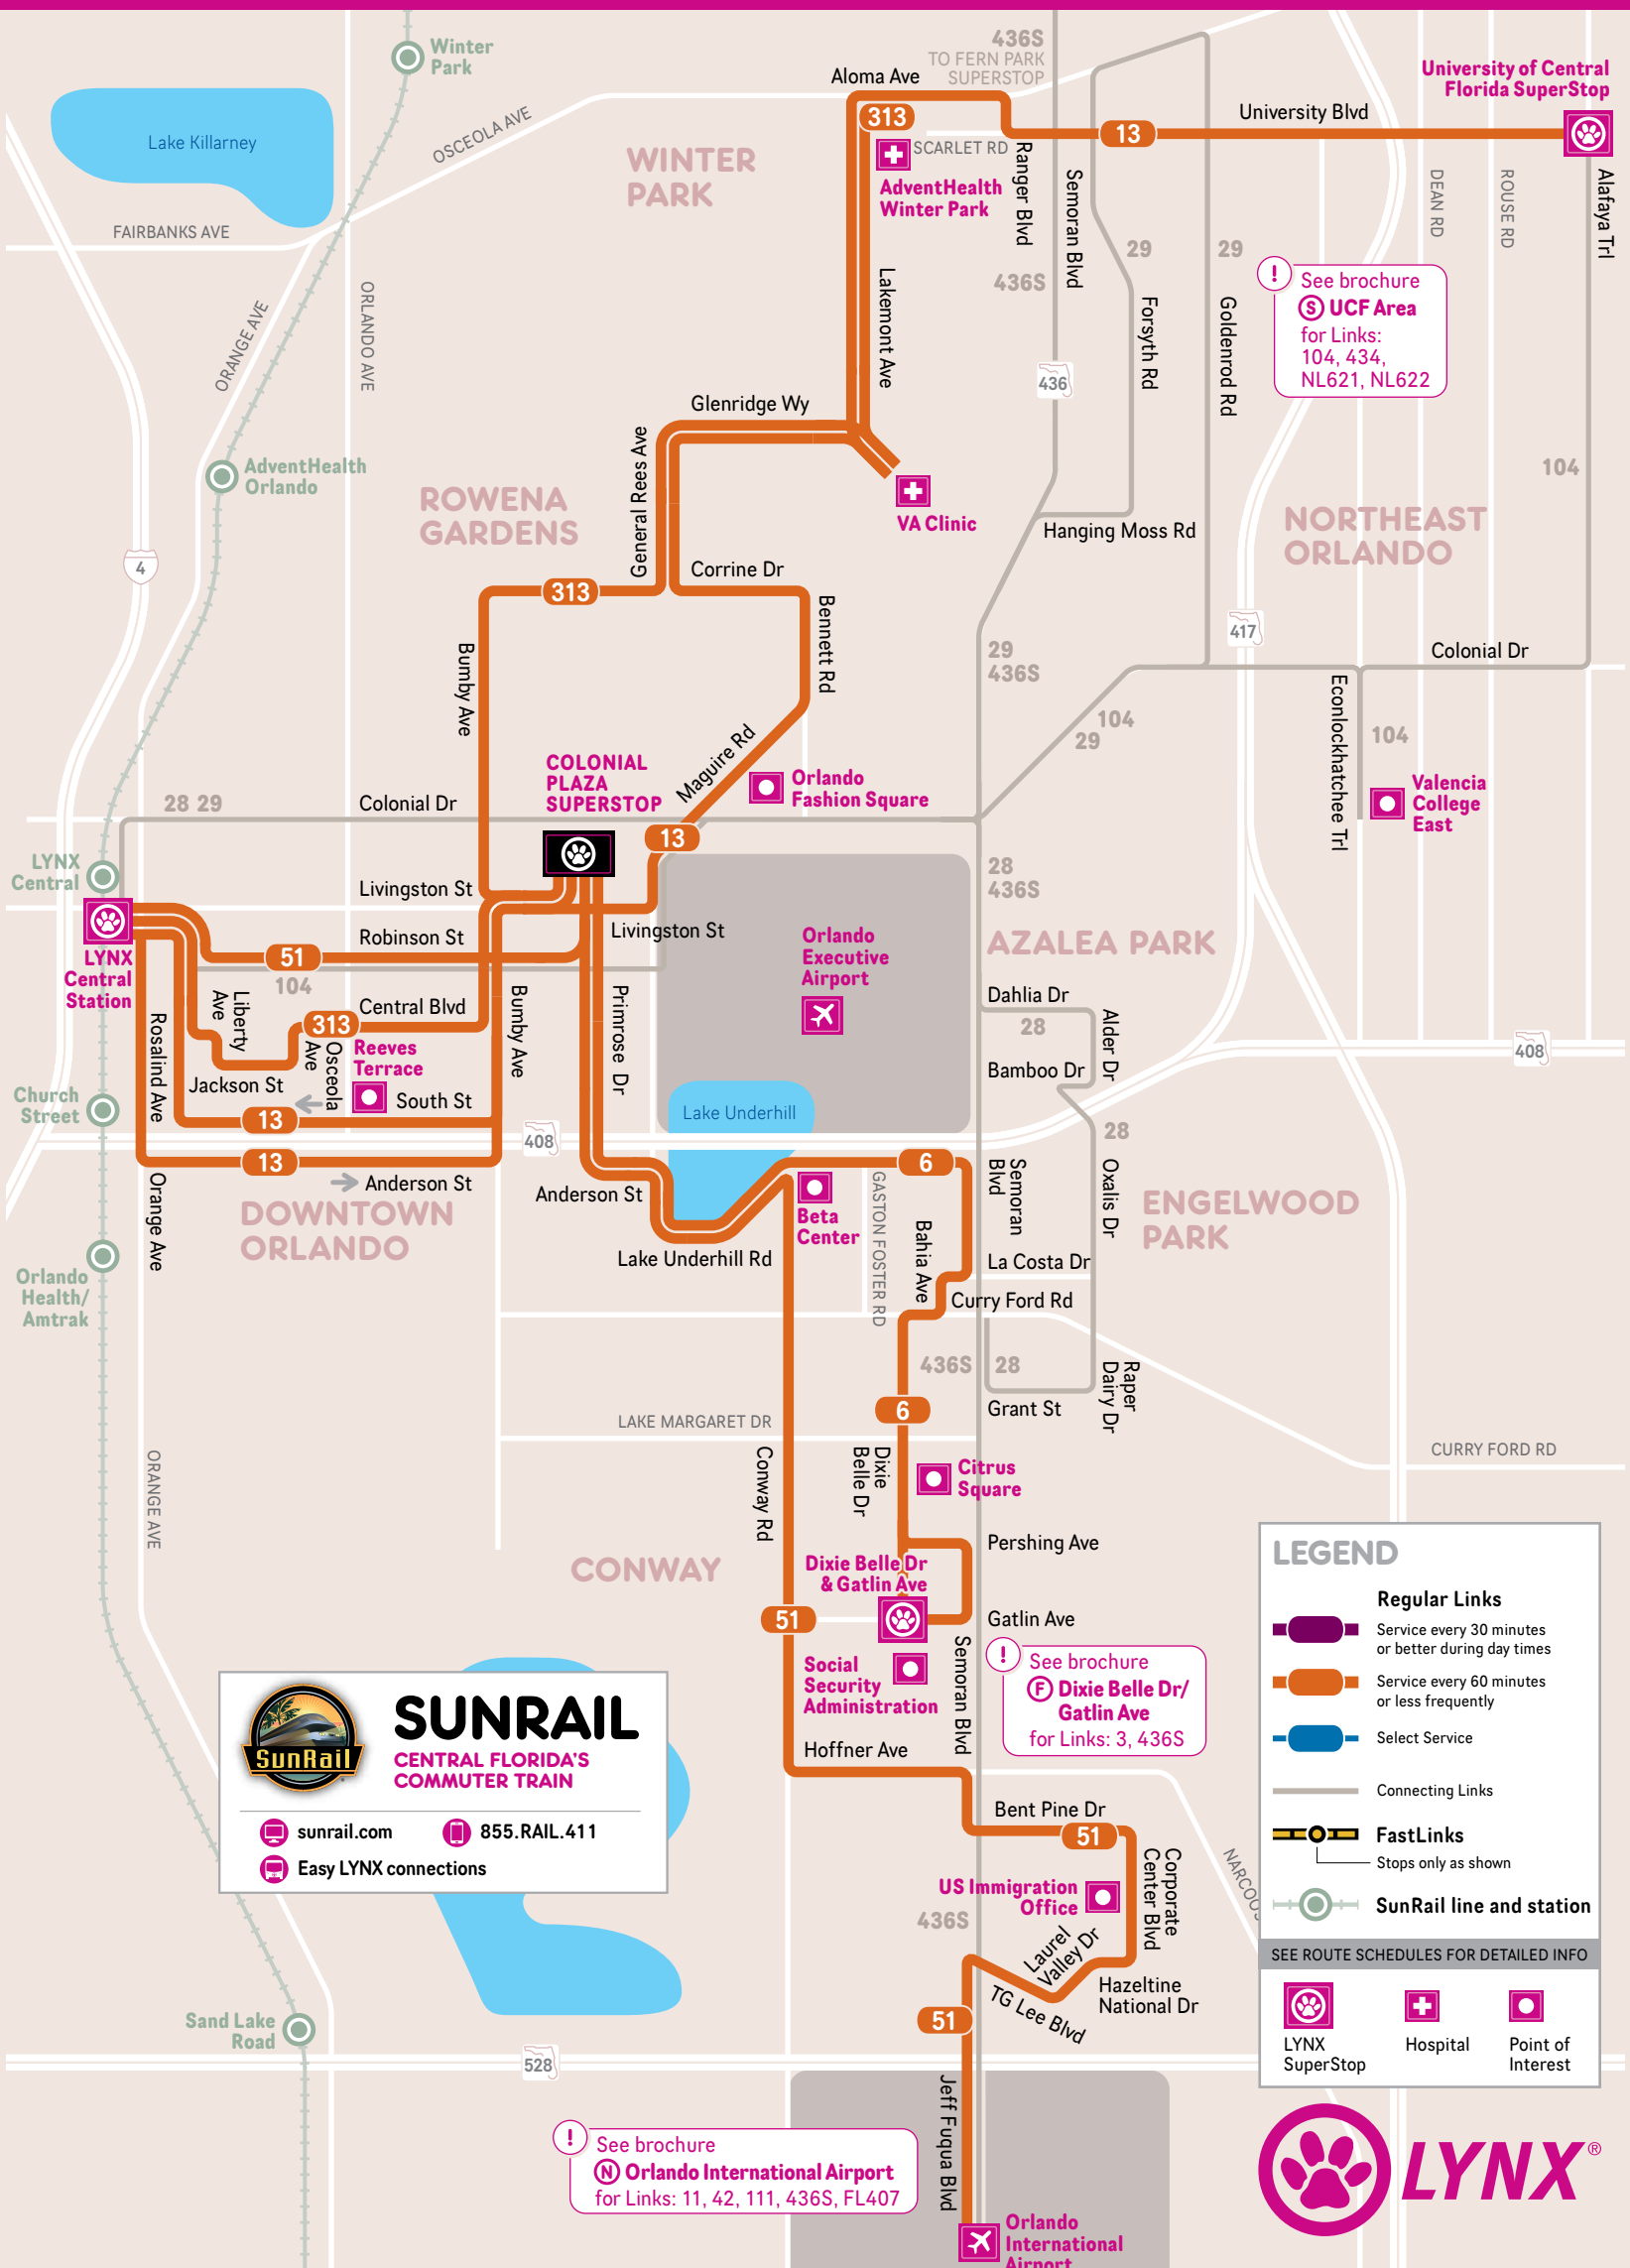 Winter
Park
436S
TO FERN PARK
SUPERSTOP
Aloma Ave
University of Central
Florida SuperStop
University Blvd
313
13
Lake Killarney
OSCEOLA AVE
WINTER
PARK
SCARLET RD
AdventHealth
Winter Park
Ranger Blvd
Semoran Blvd
DEAN RD
ROUSE RD
Alafaya Trl
FAIRBANKS AVE
29
29
436S
ORANGE AVE
ORLANDO AVE
Lakemont Ave
Forsyth Rd
Goldenrod Rd
!
See brochure
S UCF Area
for Links:
104, 434,
NL621, NL622
436
Glenridge Wy
General Rees Ave
AdventHealth
Orlando
ROWENA
GARDENS
VA Clinic
104
Hanging Moss Rd
NORTHEAST
ORLANDO
4
Corrine Dr
313
Bennett Rd
Bumby Ave
417
29
436S
Colonial Dr
Econlockhatchee Trl
104
29
104
Maguire Rd
COLONIAL
PLAZA
SUPERSTOP
Orlando
Fashion Square
Valencia
College
East
28 29
Colonial Dr
13
LYNX
Central
28
436S
Livingston St
Livingston St
Robinson St
51
104
LYNX
Central
Station
Orlando
Executive
Airport
AZALEA PARK
Dahlia Dr
28
Alder Dr
Bamboo Dr
408
Liberty
Ave
Central Blvd
313
Osceola
Ave
Reeves
Terrace
Rosalind Ave
Bumby Ave
Primrose Dr
Jackson St
South St
Church
Street
13
Lake Underhill
408
28
13
Anderson St
Anderson St
6
Semoran
Blvd
Oxalis Dr
ENGELWOOD
PARK
DOWNTOWN
ORLANDO
Orange Ave
Beta
Center
GASTON FOSTER RD
Bahia Ave
Lake Underhill Rd
La Costa Dr
Curry Ford Rd
Orlando
Health/
Amtrak
436S
28
Raper
Dairy Dr
6
Grant St
LAKE MARGARET DR
CURRY FORD RD
ORANGE AVE
Conway Rd
Dixie
Belle Dr
Citrus
Square
Pershing Ave
CONWAY
Dixie Belle Dr
& Gatlin Ave
51
Gatlin Ave
Social
Security
Administration
Semoran Blvd
!
See brochure
F Dixie Belle Dr/
Gatlin Ave
for Links: 3, 436S
Hoffner Ave
SunRail
SUNRAIL
CENTRAL FLORIDA'S
COMMUTER TRAIN
sunrail.com
855.RAIL.411
Easy LYNX connections
Bent Pine Dr
51
Corporate
Center Blvd
US Immigration
Office
436S
Laurel
Valley Dr
Hazeltine
National Dr
TG Lee Blvd
51
Sand Lake
Road
528
Jeff Fuqua Blvd
!
See brochure
N Orlando International Airport
for Links: 11, 42, 111, 436S, FL407
Orlando
International
Airport
LEGEND
Regular Links
Service every 30 minutes
or better during day times
Service every 60 minutes
or less frequently
Select Service
Connecting Links
FastLinks
Stops only as shown
SunRail line and station
SEE ROUTE SCHEDULES FOR DETAILED INFO
LYNX
SuperStop
Hospital
Point of
Interest
LYNX®